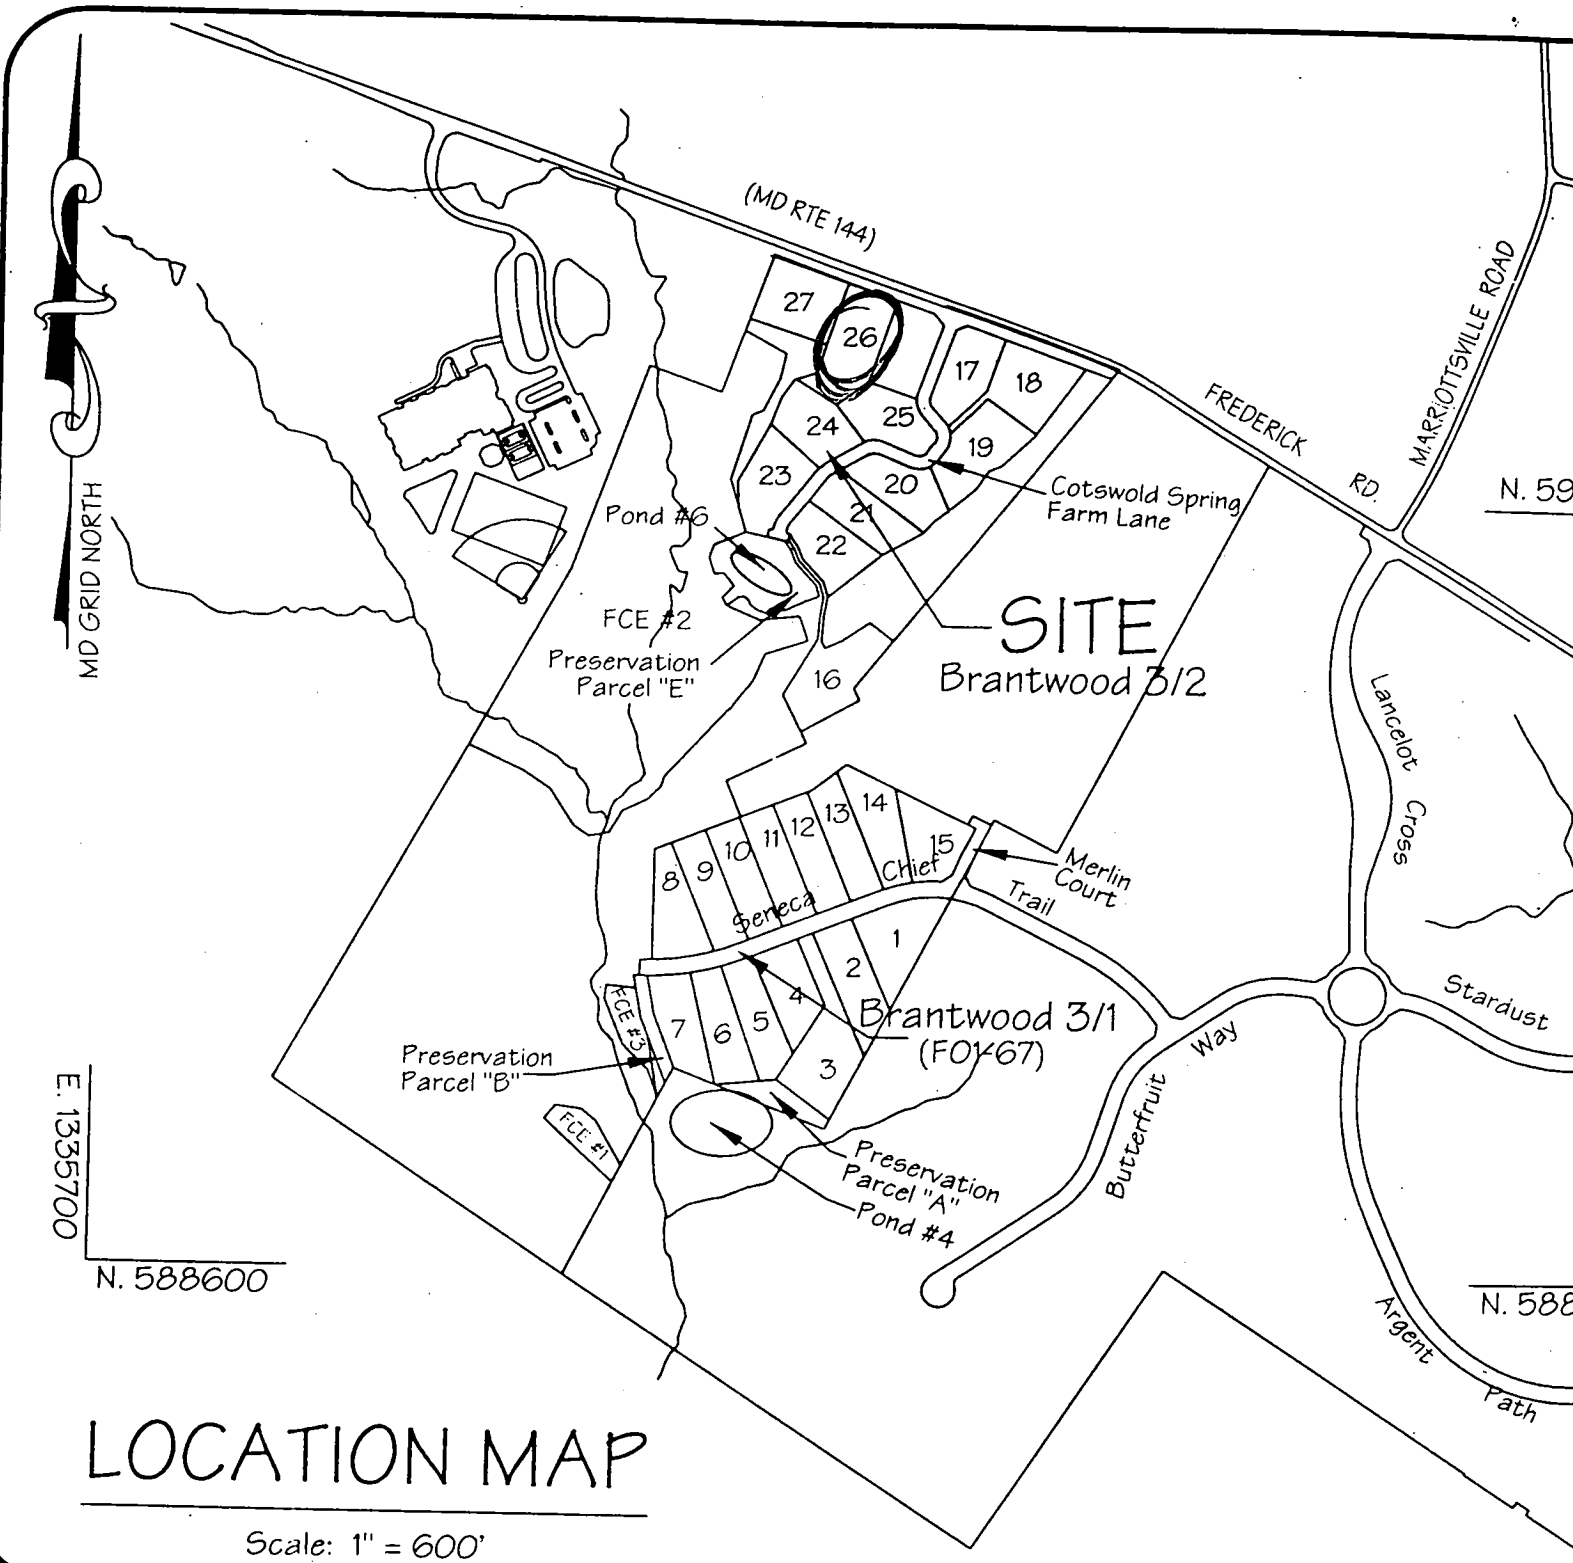 (MD RTE 144)
MARRIOTTSVILLE ROAD
27
26
17
18
FREDERICK
RD.
25
24
19
23
20
21
22
N. 59
Cotswold Spring
Farm Lane
Pond #6
MD GRID NORTH
SITE
Brantwood 3/2
FCE #2
Preservation
Parcel "E"
16
Lancelot
Cross
14
13
12
11
10
9
8
15
Chief
Seneca
Trail
Merlin
Court
1
2
4
5
6
7
3
FCE #3
Stardust
Brantwood 3/1
(F01-67)
Way
Preservation
Parcel "B"
Butterfruit
FCE #1
Preservation
Parcel "A"
Pond #4
E. 1335700
N. 588600
N. 588
Argent
Path
LOCATION MAP
Scale: 1" = 600'